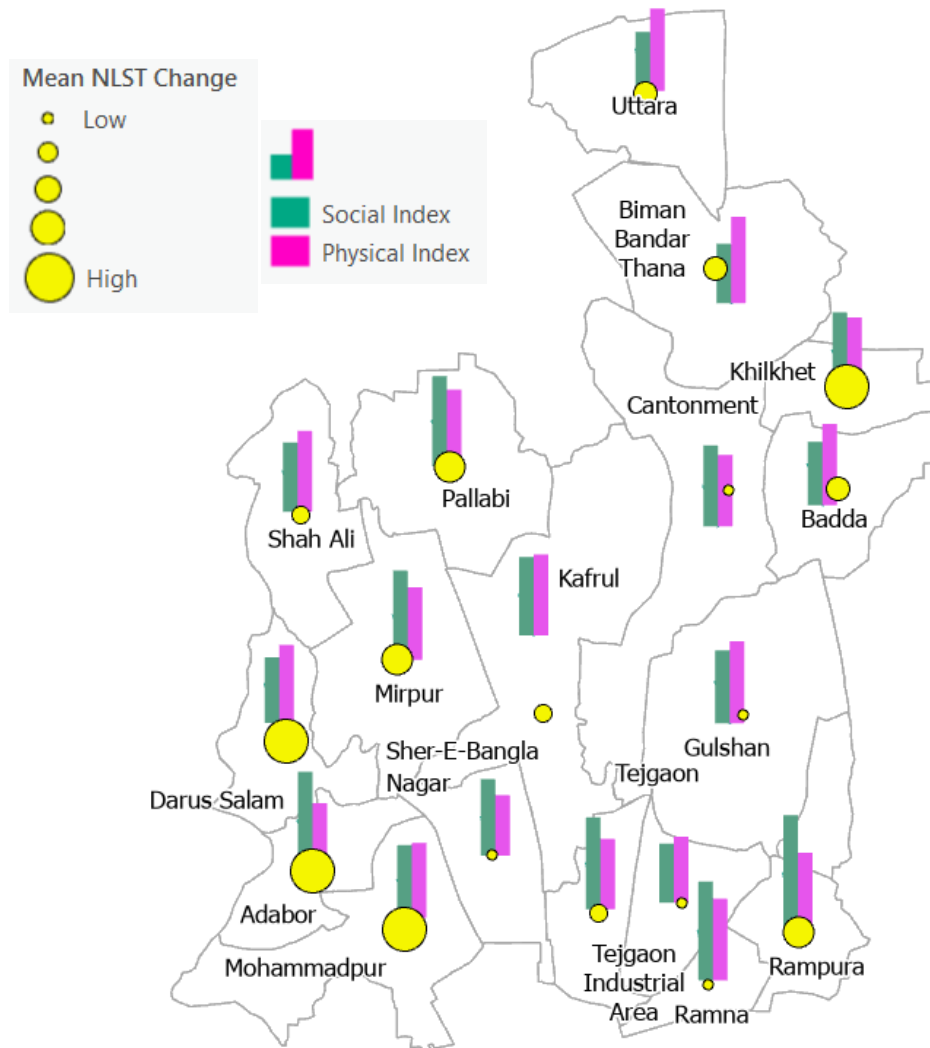 Mean NLST Change
Low
High
Social Index
Physical Index
Uttara
Biman
Bandar
Thana
Khilkhet
Cantonment
Pallabi
Badda
Shah Ali
Kafrul
Mirpur
Gulshan
Sher-E-Bangla
Nagar
Tejgaon
Darus Salam
Adabor
Mohammadpur
Tejgaon
Industrial
Area
Ramna
Rampura